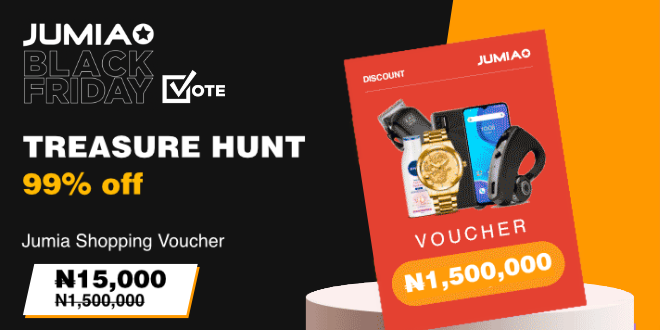 JUMIA
BLACK
FRIDAY VOTE
TREASURE HUNT
99% off
Jumia Shopping Voucher
₦15,000
₦1,500,000
DISCOUNT
JUMIA
VOUCHER
₦1,500,000